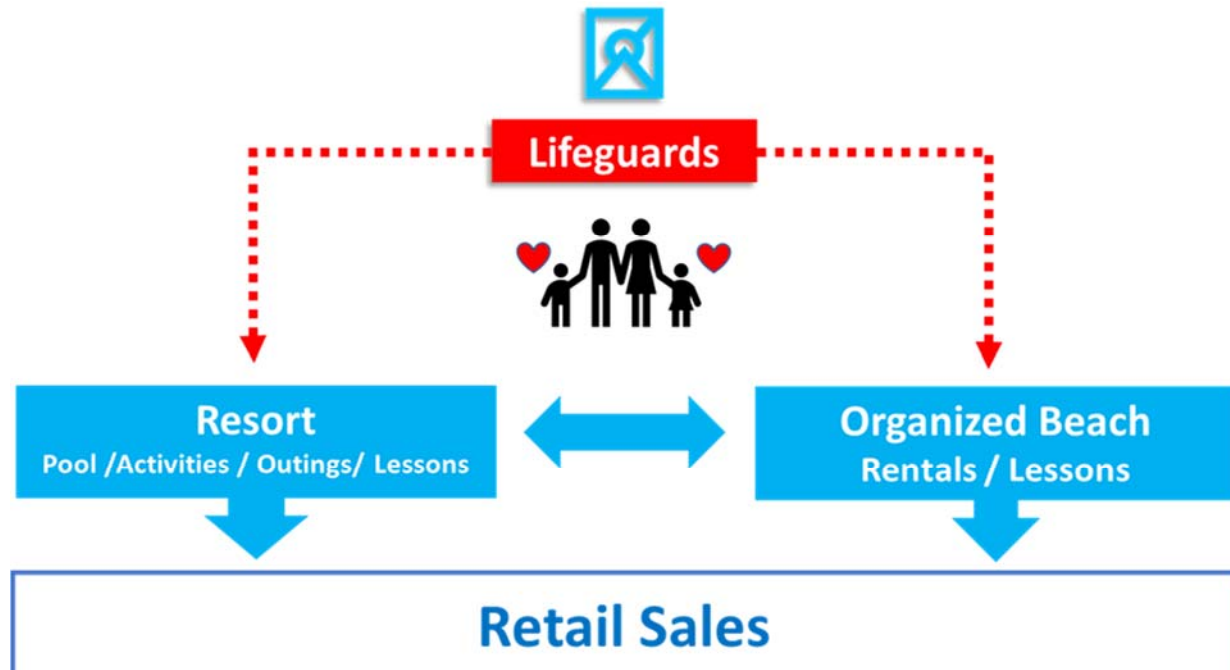 Lifeguards
Resort
Pool /Activities / Outings/ Lessons
Organized Beach
Rentals / Lessons
Retail Sales